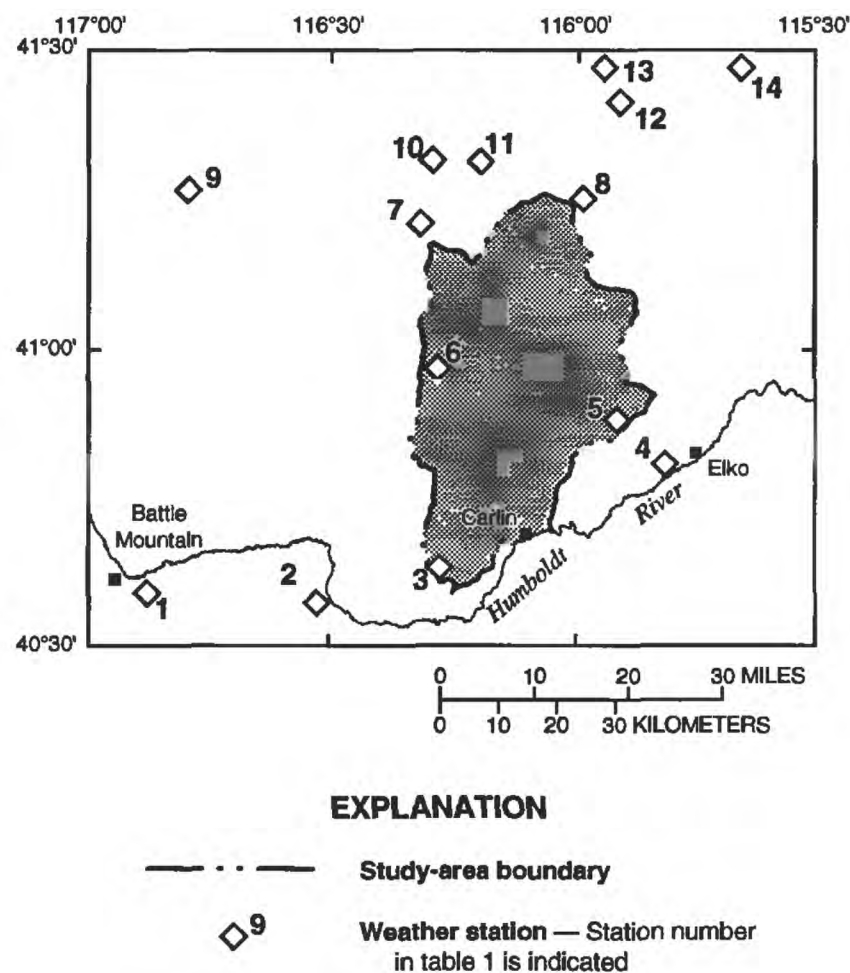 117°00'
116°30'
116°00'
115°30'
41°30'
13
14
12
10
11
9
8
7
41°00'
6
5
4
Elko
Battle
Mountain
Carlin
River
2
3
Humboldt
1
40°30'
0 10 20 30 MILES
0 10 20 30 KILOMETERS
EXPLANATION
Study-area boundary
9
Weather station — Station number
in table 1 is indicated